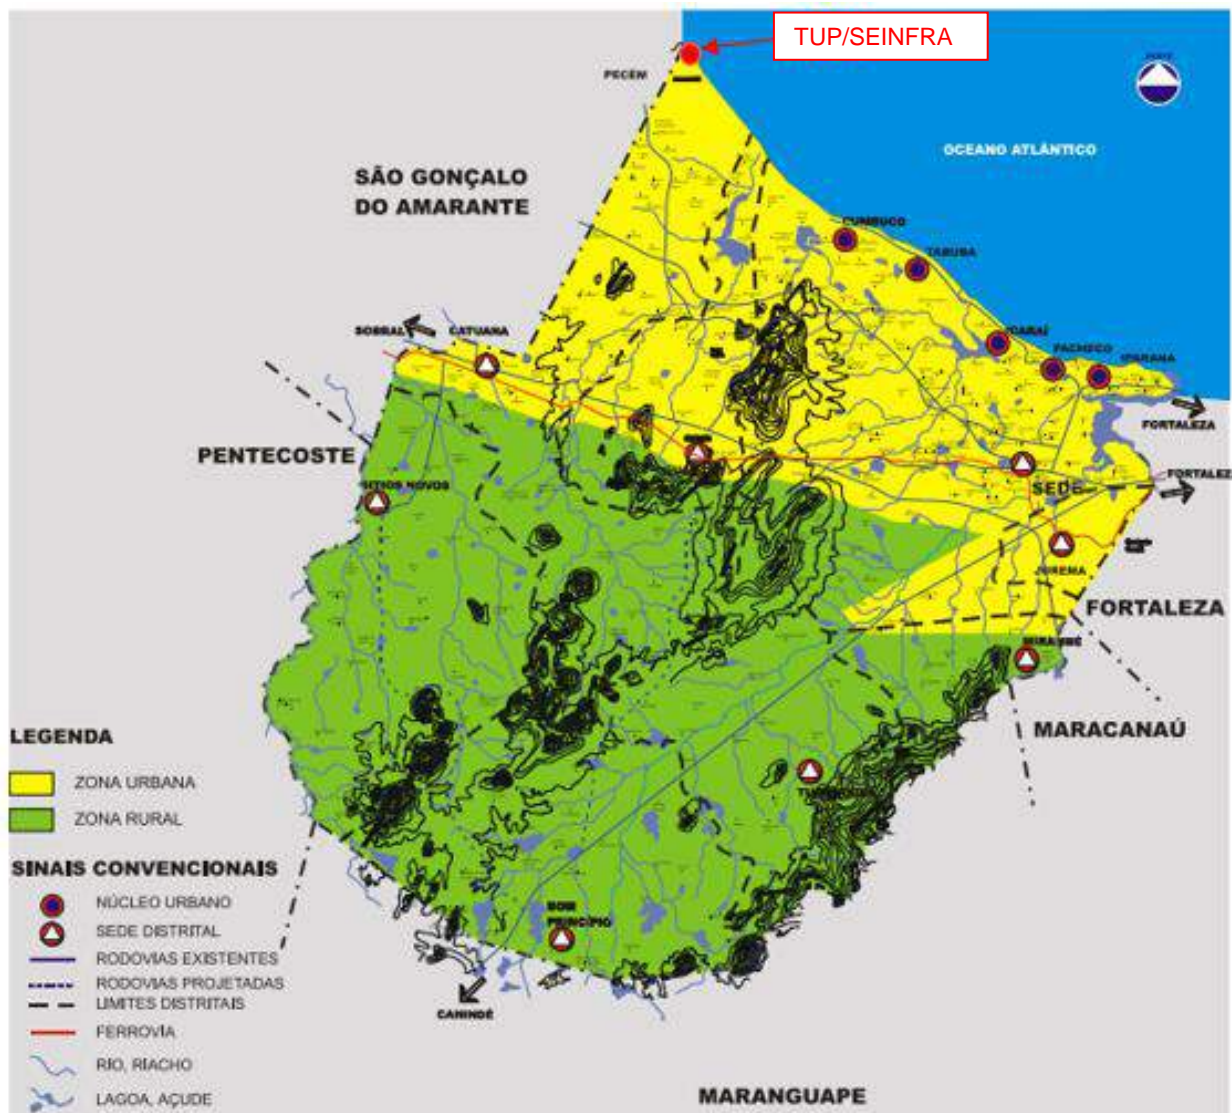 TUP/SEINFRA
PECÉM
OCEANO ATLÂNTICO
SÃO GONÇALO
DO AMARANTE
CUMBUCO
TABUBA
SOBRAL
CATUANA
ICARAÍ
PACHECO
IPARANA
FORTALEZA
PENTECOSTE
FORTALEZ
SÍTIOS NOVOS
SEDE
JUREMA
FORTALEZA
MARACANAÚ
LEGENDA
ZONA URBANA
ZONA RURAL
SINAIS CONVENCIONAIS
NÚCLEO URBANO
SEDE DISTRITAL
RODOVIAS EXISTENTES
RODOVIAS PROJETADAS
LIMITES DISTRITAIS
FERROVIA
RIO, RIACHO
LAGOA, AÇUDE
BOM
PRINCÍPIO
CANINDÉ
MARANGUAPE